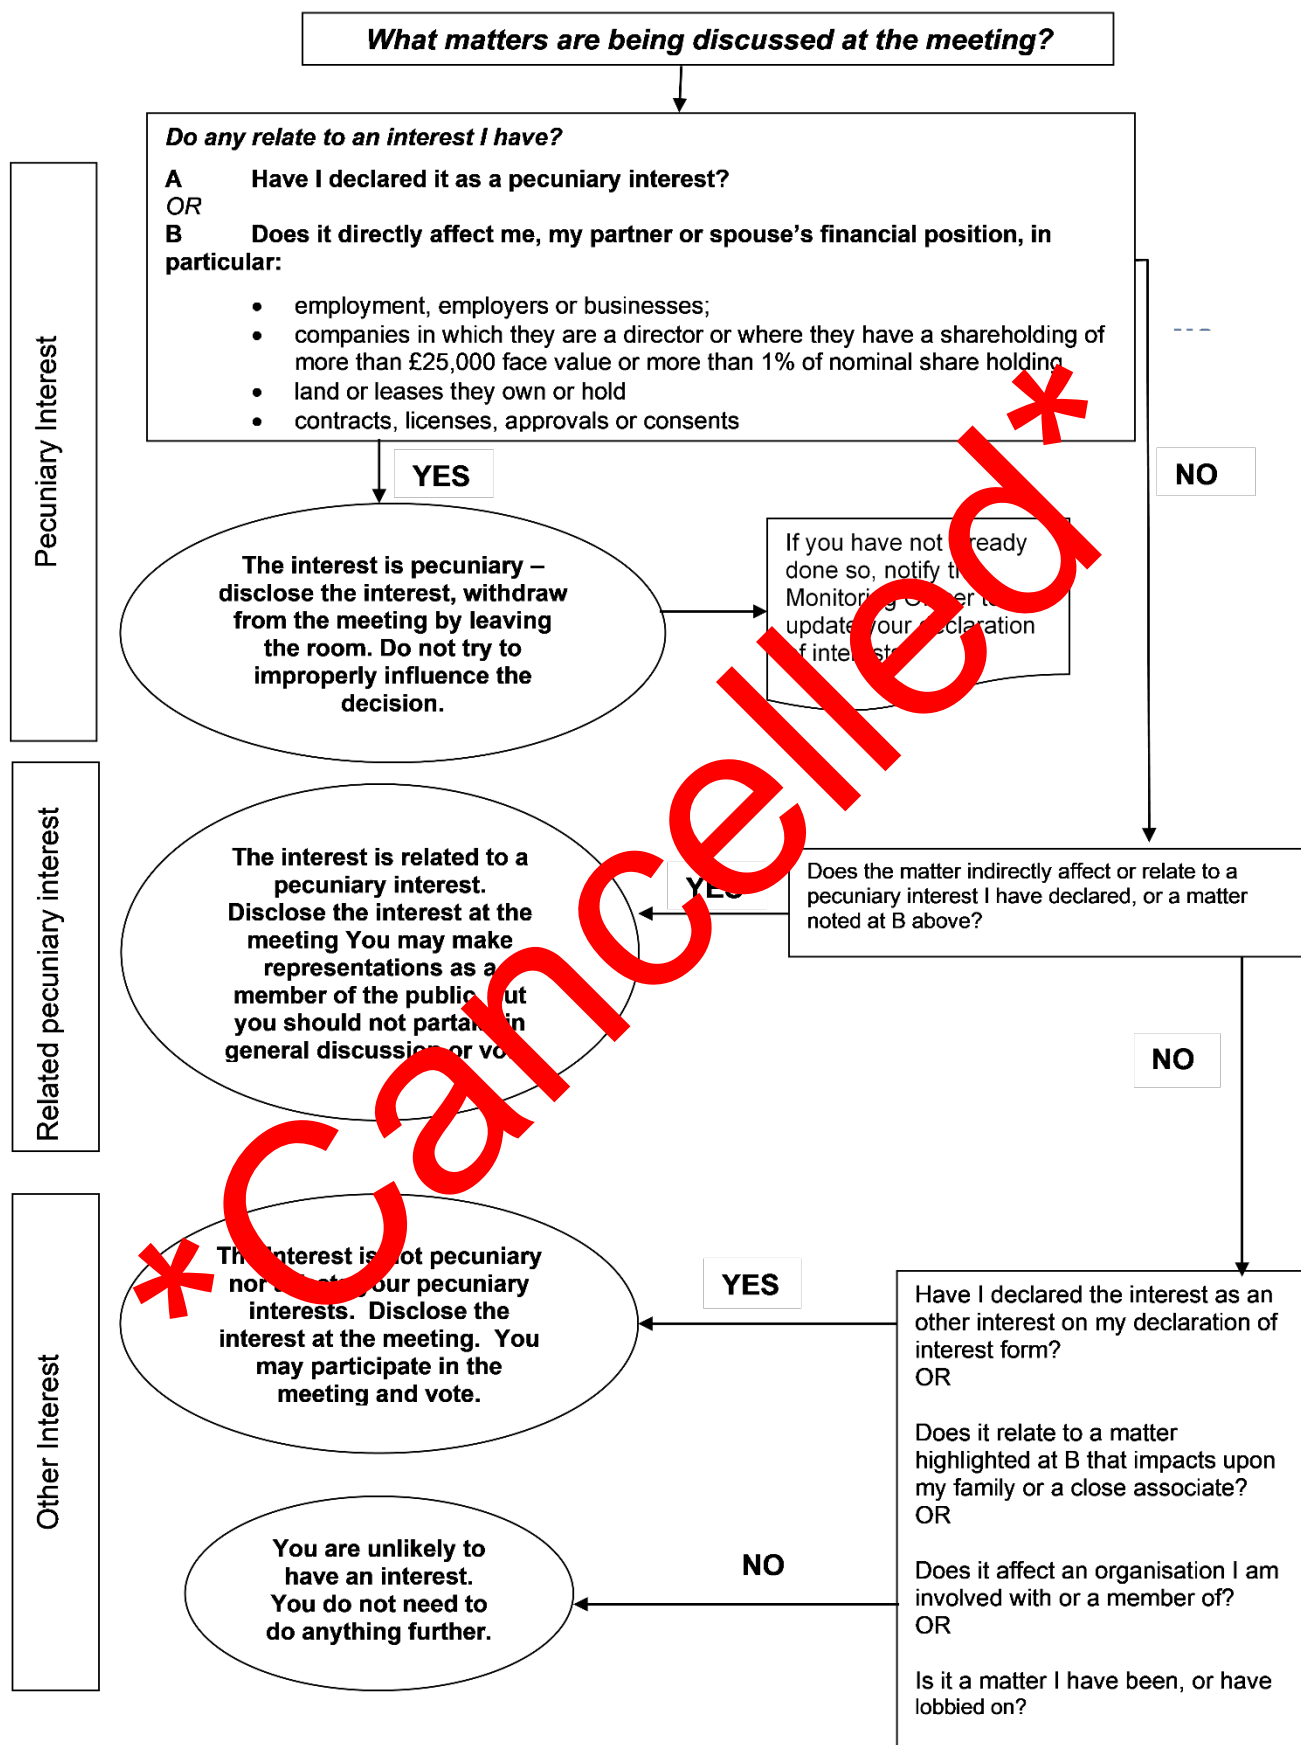 What matters are being discussed at the meeting?
Do any relate to an interest I have?
A Have I declared it as a pecuniary interest?
OR
B Does it directly affect me, my partner or spouse's financial position, in
particular:
• employment, employers or businesses;
• companies in which they are a director or where they have a shareholding of
more than £25,000 face value or more than 1% of nominal share holding
• land or leases they own or hold
• contracts, licenses, approvals or consents
Pecuniary Interest
YES
NO
The interest is pecuniary –
disclose the interest, withdraw
from the meeting by leaving
the room. Do not try to
improperly influence the
decision.
If you have not
done so, notify
Monitoring
update your declaration
Related pecuniary interest
The interest is related to a
pecuniary interest.
Disclose the interest at the
meeting You may make
representations as a
member of the public
you should not in
general discussion or
YES
Does the matter indirectly affect or relate to a
pecuniary interest I have declared, or a matter
noted at B above?
NO
*Cancelled*
Other Interest
interest is pecuniary
nor your pecuniary
interests. Disclose the
interest at the meeting. You
may participate in the
meeting and vote.
YES
Have I declared the interest as an
other interest on my declaration of
interest form?
OR
Does it relate to a matter
highlighted at B that impacts upon
my family or a close associate?
OR
Does it affect an organisation I am
involved with or a member of?
OR
Is it a matter I have been, or have
lobbied on?
NO
You are unlikely to
have an interest.
You do not need to
do anything further.